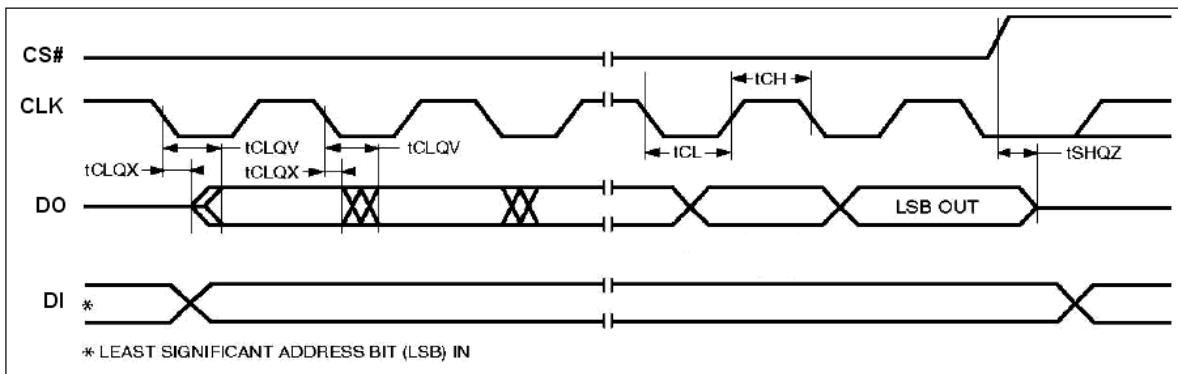 CS#
CLK
tCH
tCLQV
tCLQV
tCL
tSHQZ
tCLQX
tCLQX
DO
LSB OUT
DI
*
* LEAST SIGNIFICANT ADDRESS BIT (LSB) IN